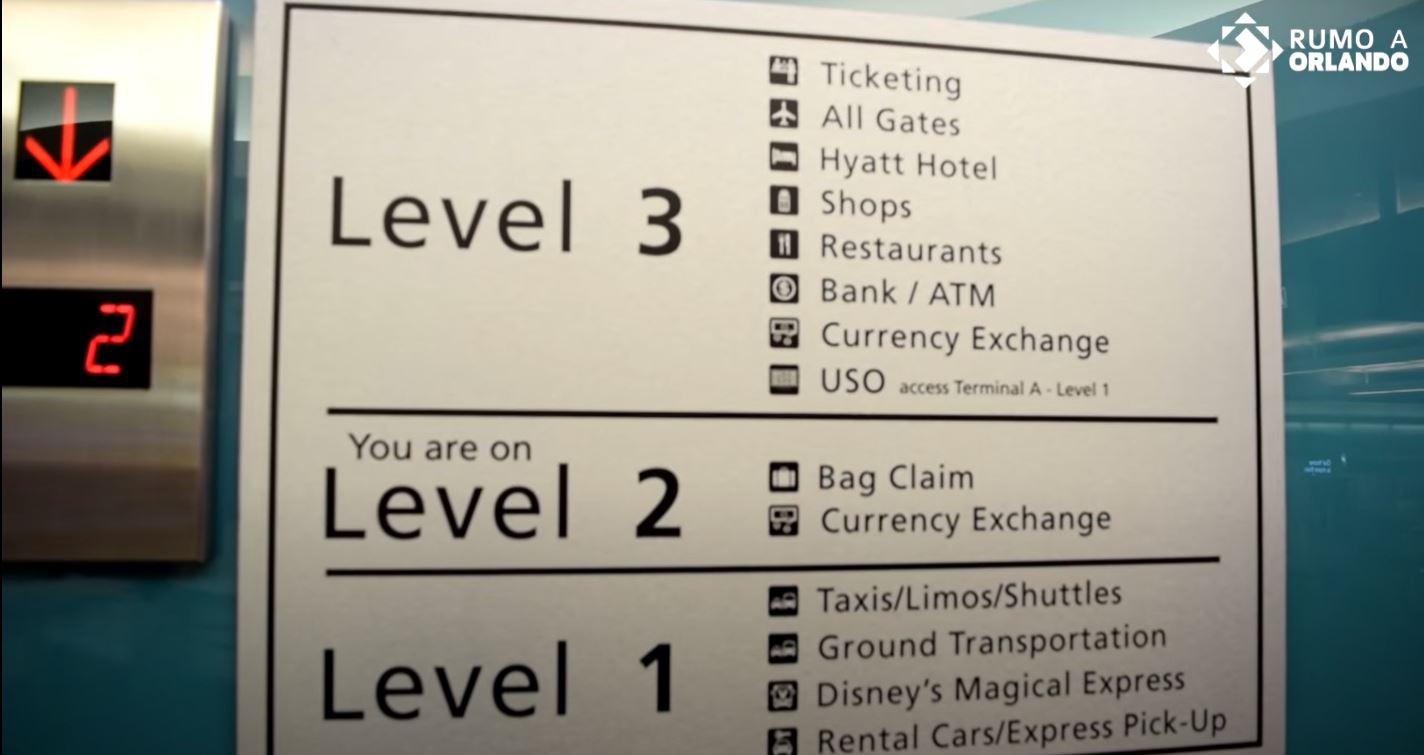 RUMO A
ORLANDO
2
Level 3
Ticketing
All Gates
Hyatt Hotel
Shops
Restaurants
Bank / ATM
Currency Exchange
USO access Terminal A - Level 1
You are on
Level 2
Bag Claim
Currency Exchange
Level 1
Taxis/Limos/Shuttles
Ground Transportation
Disney's Magical Express
Rental Cars/Express Pick-Up